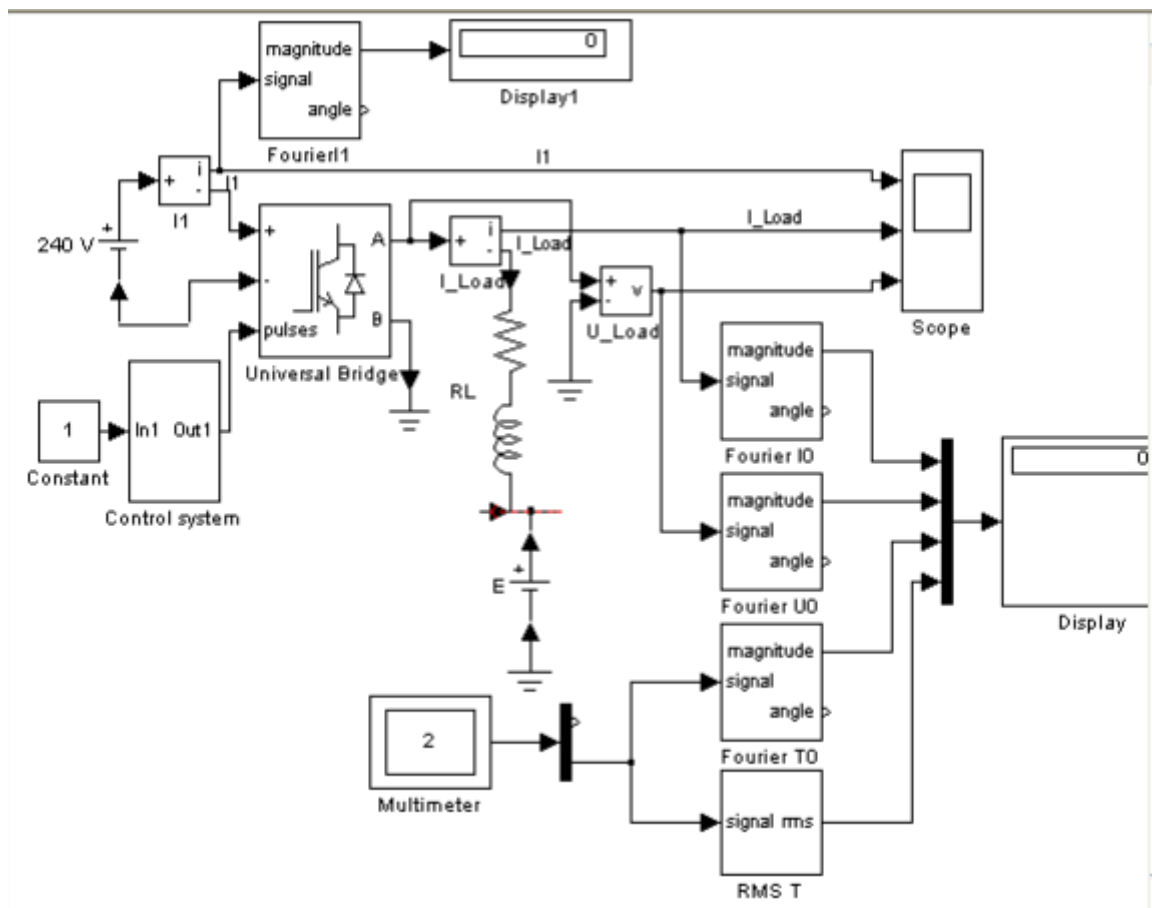 magnitude
signal
angle
FourierI1
0
Display1
+
i
-
I1
I1
I1
240 V
+
+
-
pulses
A
B
Universal Bridge
+
i
-
I_Load
I_Load
I_Load
+
-
v
U_Load
Scope
1
Constant
In1 Out1
Control system
RL
E
+
magnitude
signal
angle
Fourier I0
magnitude
signal
angle
Fourier U0
magnitude
signal
angle
Fourier T0
signal rms
RMS T
0
Display
2
Multimeter